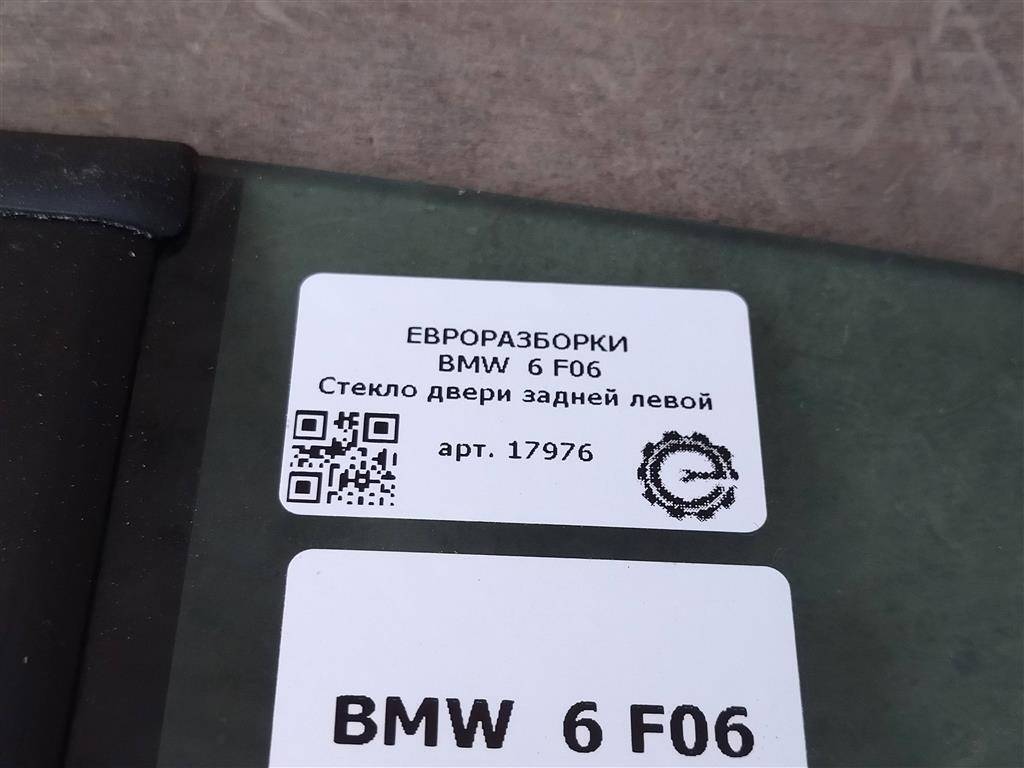 ЕВРОРАЗБОРКИ
BMW 6 F06
Стекло двери задней левой
арт. 17976
BMW 6 F06